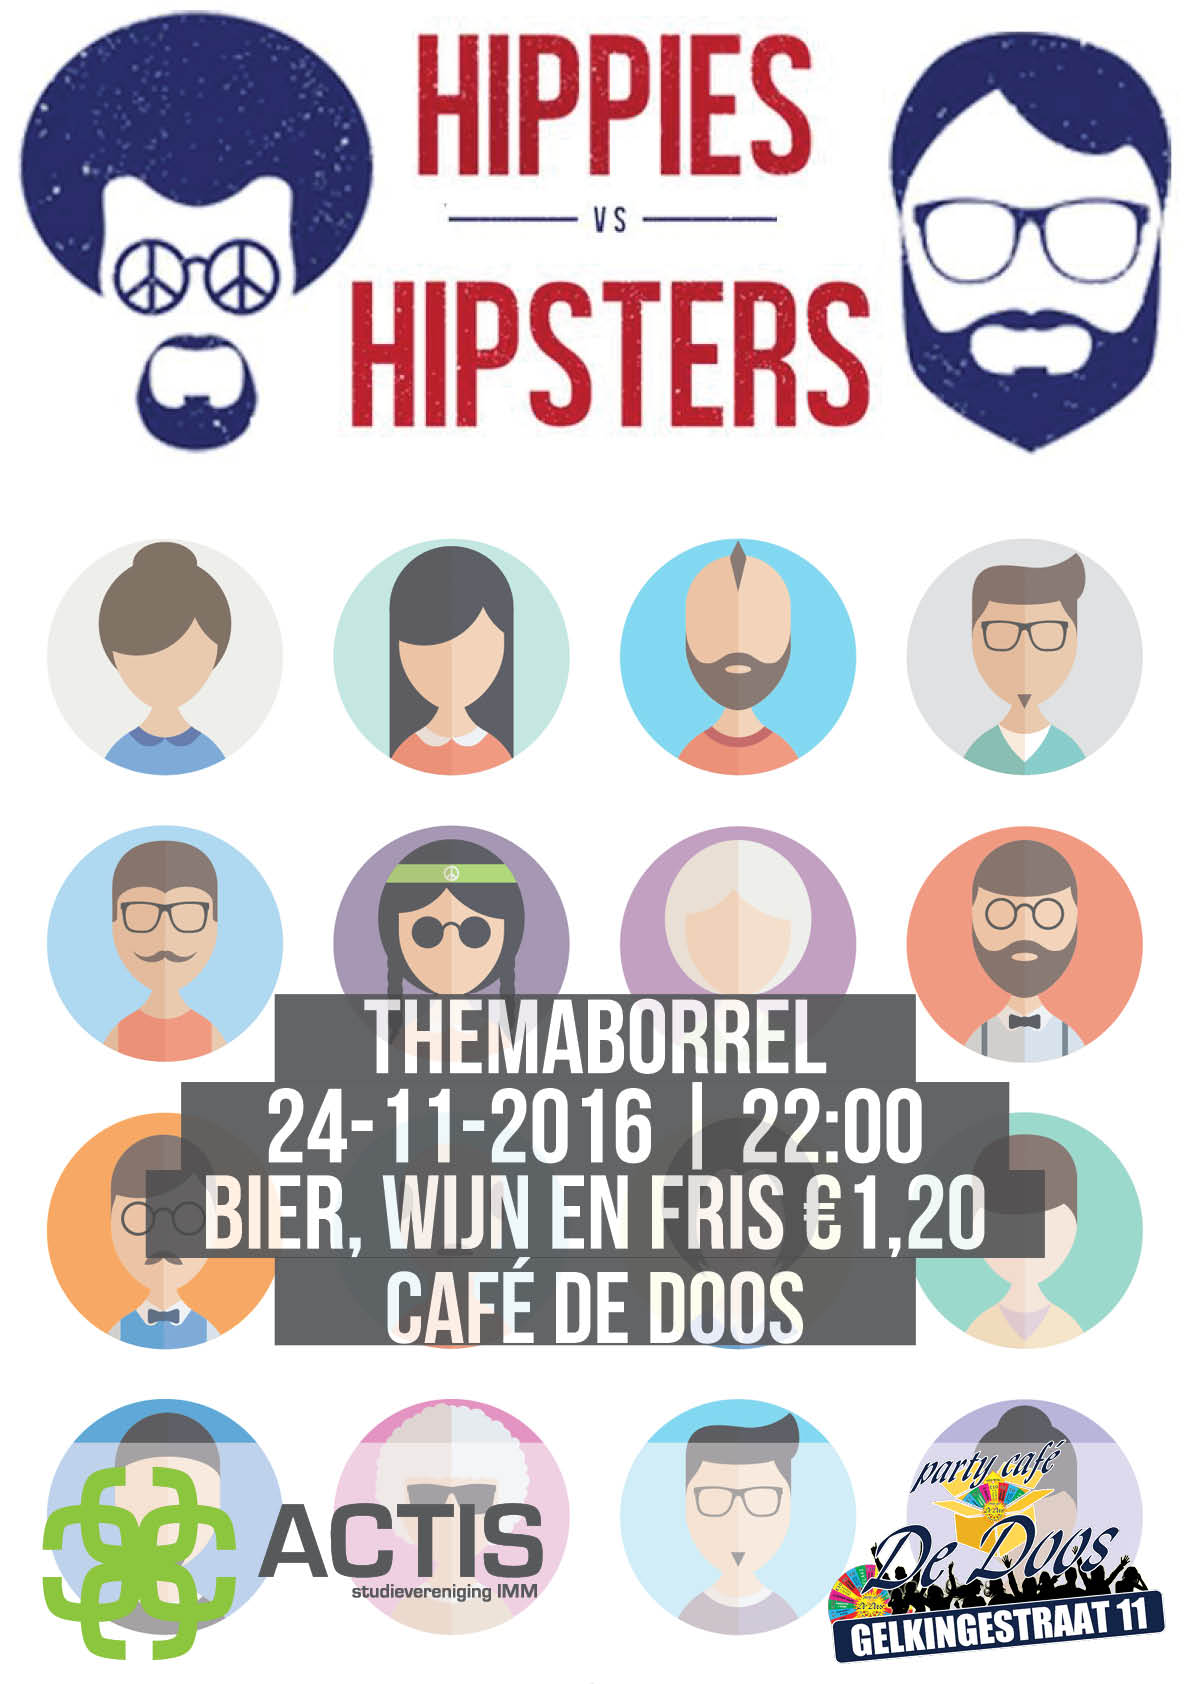 HIPPIES
VS
HIPSTERS
THEMABORREL
24-11-2016 | 22:00
BIER, WIJN EN FRIS €1,20
CAFÉ DE DOOS
ACTIS
studievereniging IMM
party café
De Doos
GELKINGESTRAAT 11